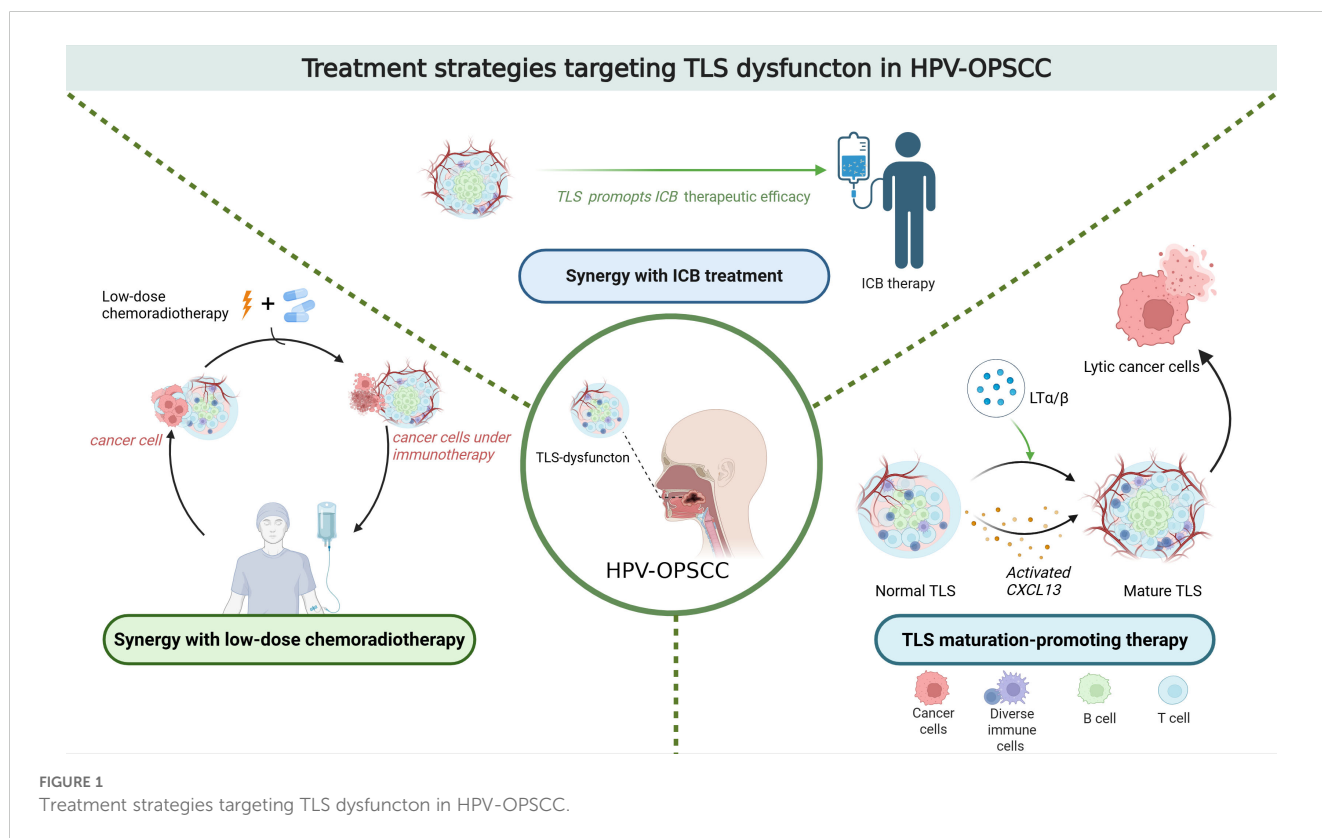 Treatment strategies targeting TLS dysfuncton in HPV-OPSCC
TLS promopts ICB therapeutic efficacy
Synergy with ICB treatment
ICB therapy
Low-dose
chemoradiotherapy
+
cancer cell
cancer cells under
immunotherapy
Synergy with low-dose chemoradiotherapy
TLS-dysfuncton
HPV-OPSCC
Lytic cancer cells
LTα/β
Normal TLS
Activated
CXCL13
Mature TLS
TLS maturation-promoting therapy
Cancer
cells
Diverse
immune
cells
B cell
T cell
FIGURE 1
Treatment strategies targeting TLS dysfuncton in HPV-OPSCC.